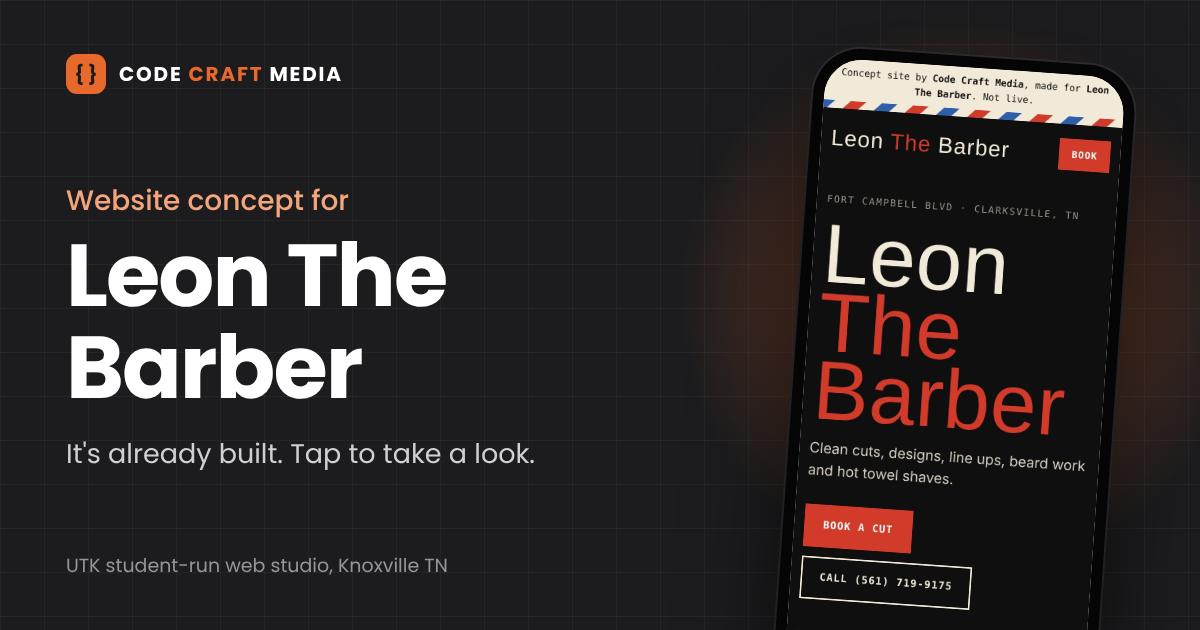 { }
CODE CRAFT MEDIA
Website concept for
Leon The
Barber
It's already built. Tap to take a look.
UTK student-run web studio, Knoxville TN
Concept site by Code Craft Media, made for Leon
The Barber. Not live.
Leon The Barber
BOOK
FORT CAMPBELL BLVD · CLARKSVILLE, TN
Leon
The
Barber
Clean cuts, designs, line ups, beard work
and hot towel shaves.
BOOK A CUT
CALL (561) 719-9175